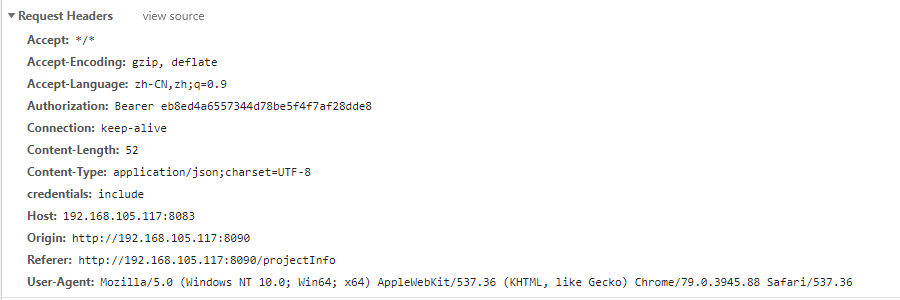 Request Headers view source
Accept: */*
Accept-Encoding: gzip, deflate
Accept-Language: zh-CN,zh;q=0.9
Authorization: Bearer eb8ed4a6557344d78be5f4f7af28dde8
Connection: keep-alive
Content-Length: 52
Content-Type: application/json;charset=UTF-8
credentials: include
Host: 192.168.105.117:8083
Origin: http://192.168.105.117:8090
Referer: http://192.168.105.117:8090/projectInfo
User-Agent: Mozilla/5.0 (Windows NT 10.0; Win64; x64) AppleWebKit/537.36 (KHTML, like Gecko) Chrome/79.0.3945.88 Safari/537.36